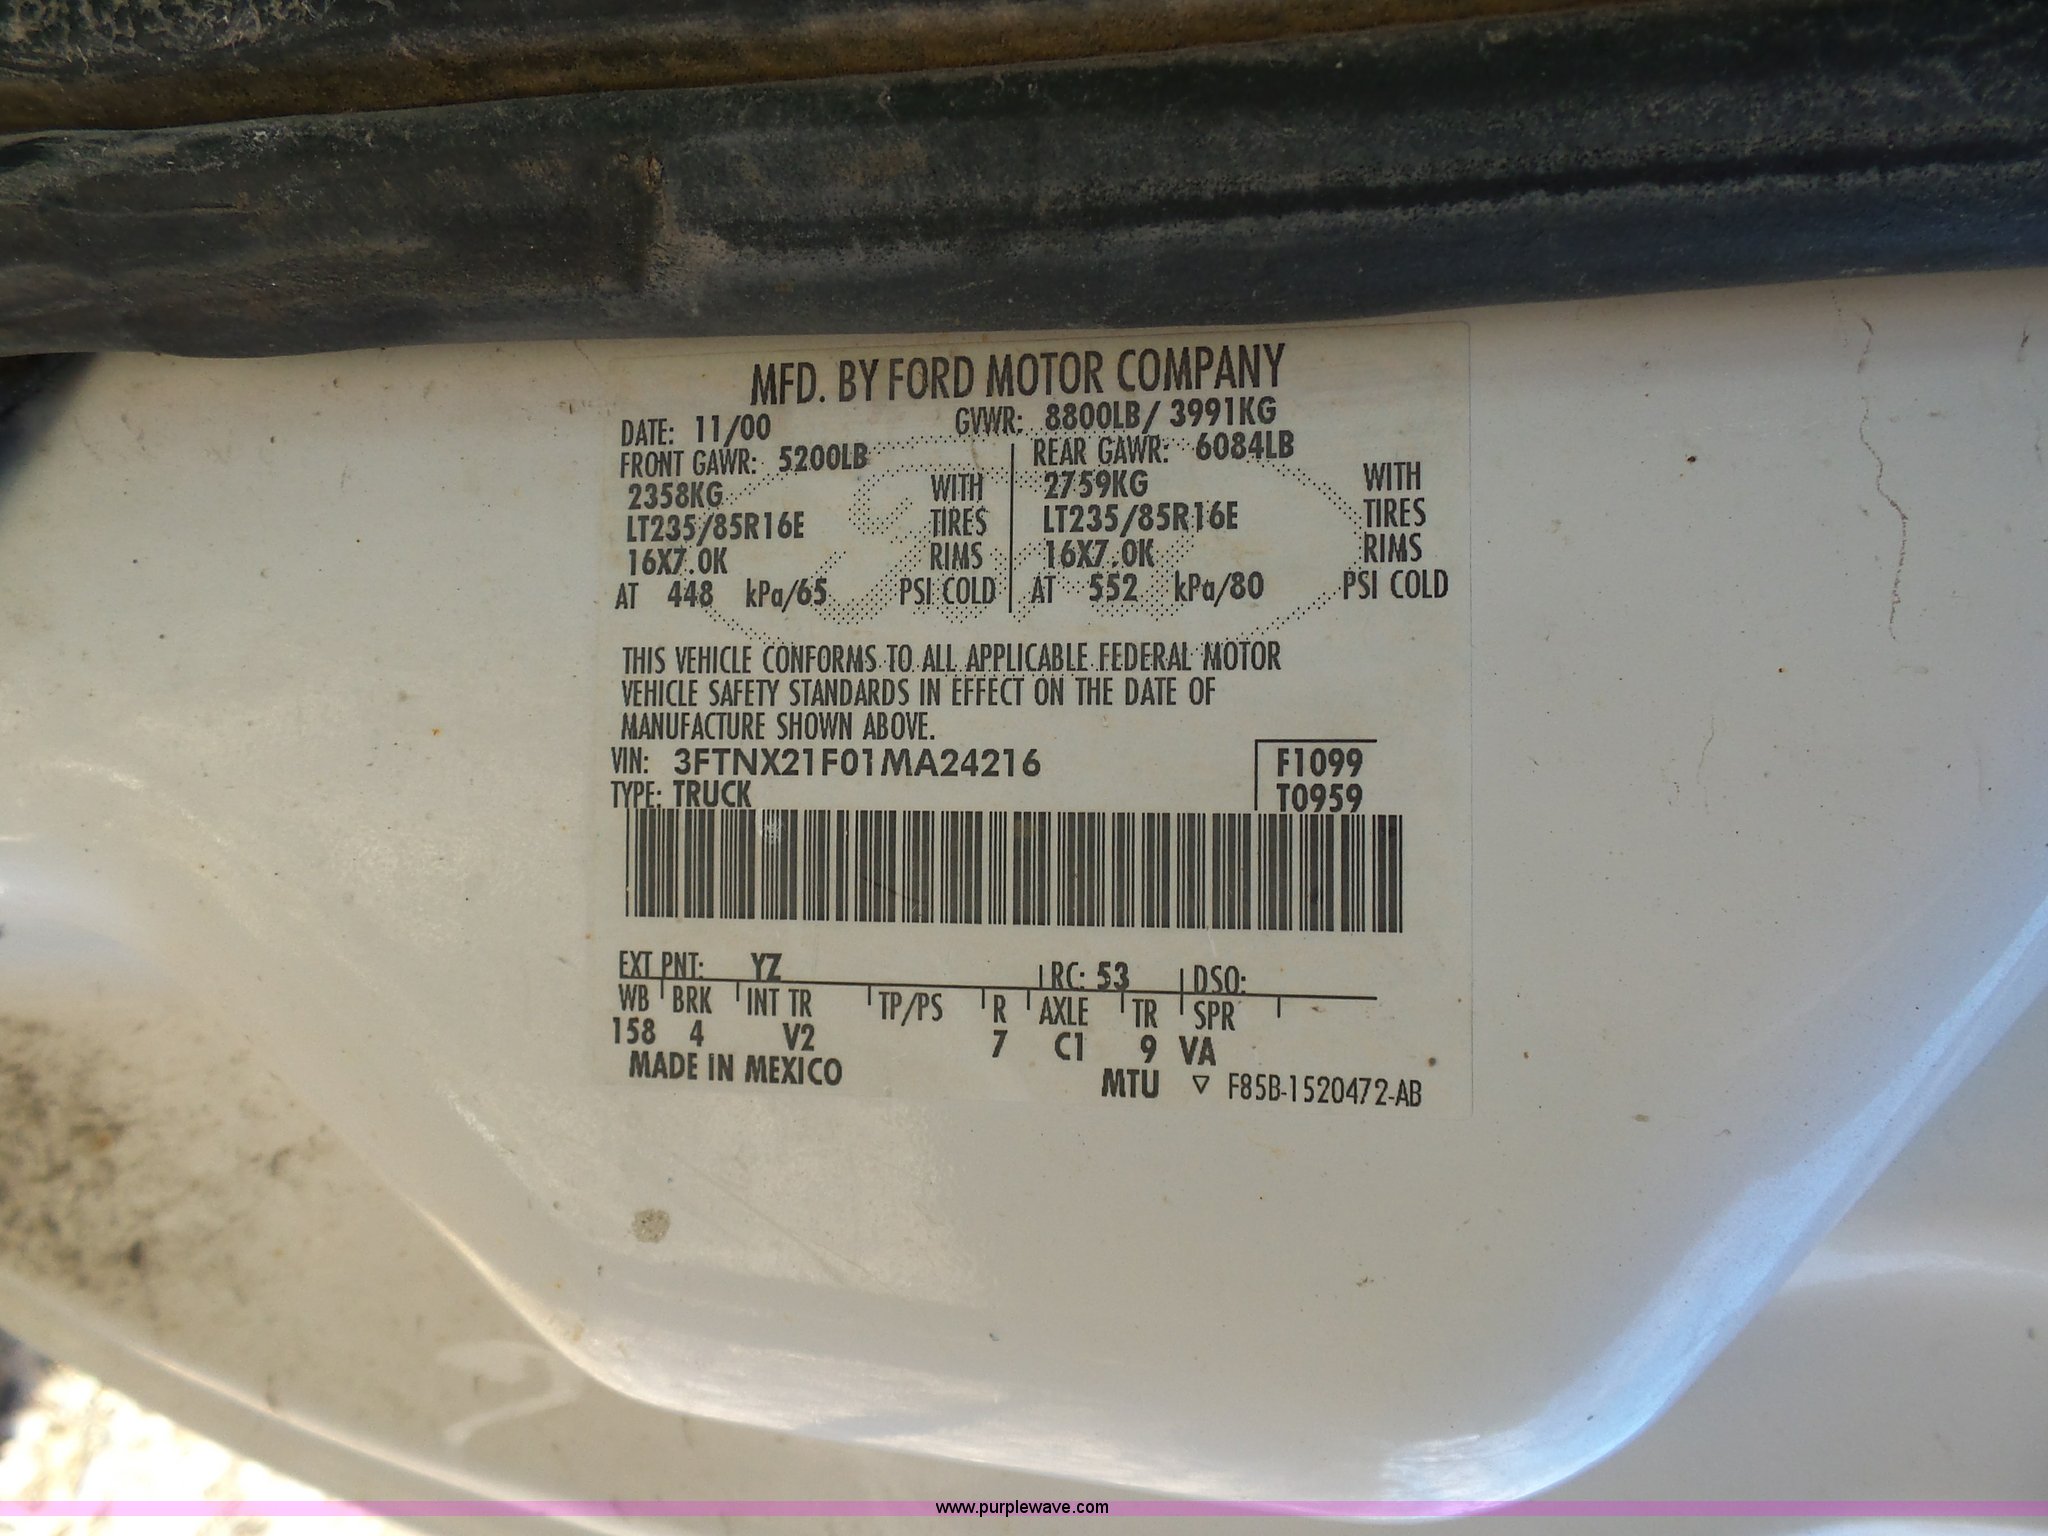 MFD. BY FORD MOTOR COMPANY
DATE: 11/00 GVWR: 8800LB/ 3991KG
FRONT GAWR: 5200LB REAR GAWR: 6084LB
2358KG WITH 2759KG WITH
LT235/85R16E TIRES LT235/85R16E TIRES
16X7.0K RIMS 16X7.0K RIMS
AT 448 kPa/65 PSI COLD AT 552 kPa/80 PSI COLD
THIS VEHICLE CONFORMS TO ALL APPLICABLE FEDERAL MOTOR
VEHICLE SAFETY STANDARDS IN EFFECT ON THE DATE OF
MANUFACTURE SHOWN ABOVE.
VIN: 3FTNX21F01MA24216 F1099
TYPE: TRUCK T0959
EXT PNT: YZ RC: 53 DSO:
WB BRK INT TR TP/PS R AXLE TR SPR
158 4 V2 7 C1 9 VA
MADE IN MEXICO MTU ▽ F85B-1520472-AB
www.purplewave.com